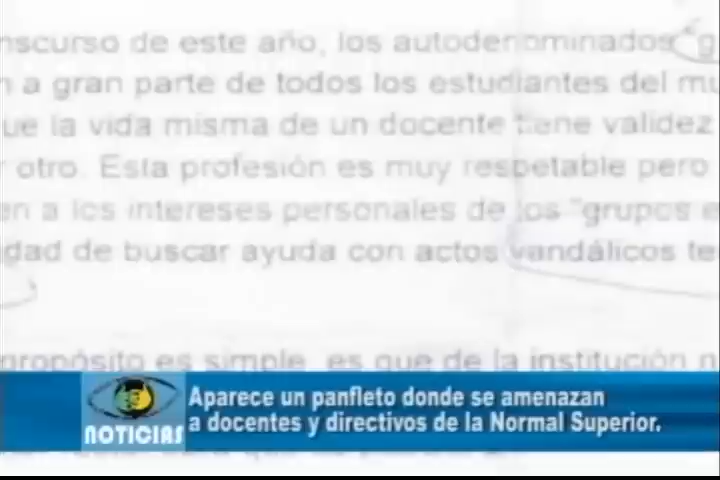 nscurso de este año, los autodenominados "g
n a gran parte de todos los estudiantes del mu
ue la vida misma de un docente tiene validez
r otro. Esta profesión es muy respetable pero
en a los intereses personales de los "grupos e
dad de buscar ayuda con actos vandálicos te
propósito es simple, es que de la institución n
Aparece un panfleto donde se amenazan
a docentes y directivos de la Normal Superior.
NOTICIAS